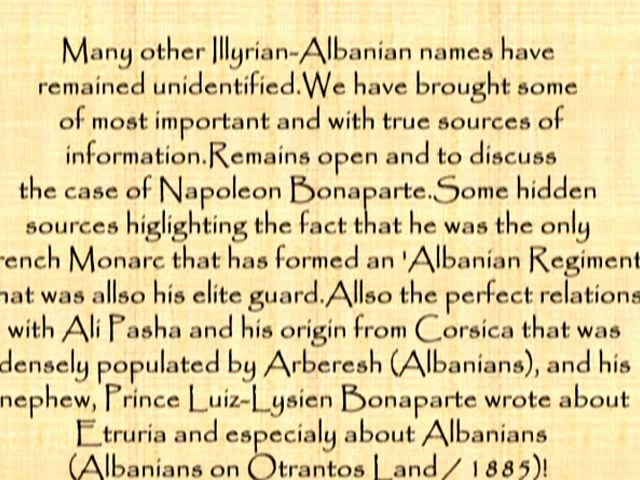 Many other Illyrian-Albanian names have
remained unidentified.We have brought some
of most important and with true sources of
information.Remains open and to discuss
the case of Napoleon Bonaparte.Some hidden
sources higlighting the fact that he was the only
rench Monarc that has formed an 'Albanian Regiment
hat was allso his elite guard.Allso the perfect relations
with Ali Pasha and his origin from Corsica that was
densely populated by Arberesh (Albanians), and his
nephew, Prince Luiz-Lysien Bonaparte wrote about
Etruria and especialy about Albanians
(Albanians on Otrantos Land / 1885)!